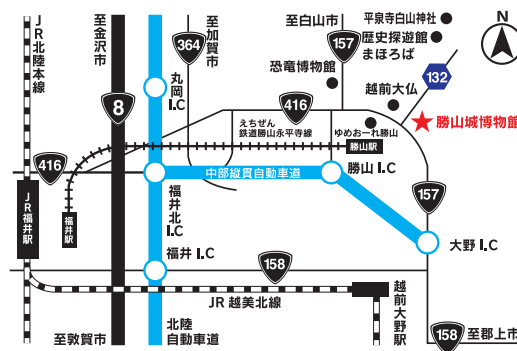 JR北陸本線
至金沢市
至加賀市
364
丸岡I.C
8
至白山市
157
平泉寺白山神社
歴史探遊館
まほろば
N
恐竜博物館
132
越前大仏
416
勝山城博物館
えちぜん
鉄道勝山永平寺線
ゆめおーれ勝山
勝山駅
416
中部縦貫自動車道
勝山 I.C
157
JR福井駅
福井駅
福井北I.C
福井 I.C
158
大野 I.C
JR 越美北線
越前大野駅
至敦賀市
北陸
自動車道
158
至郡上市